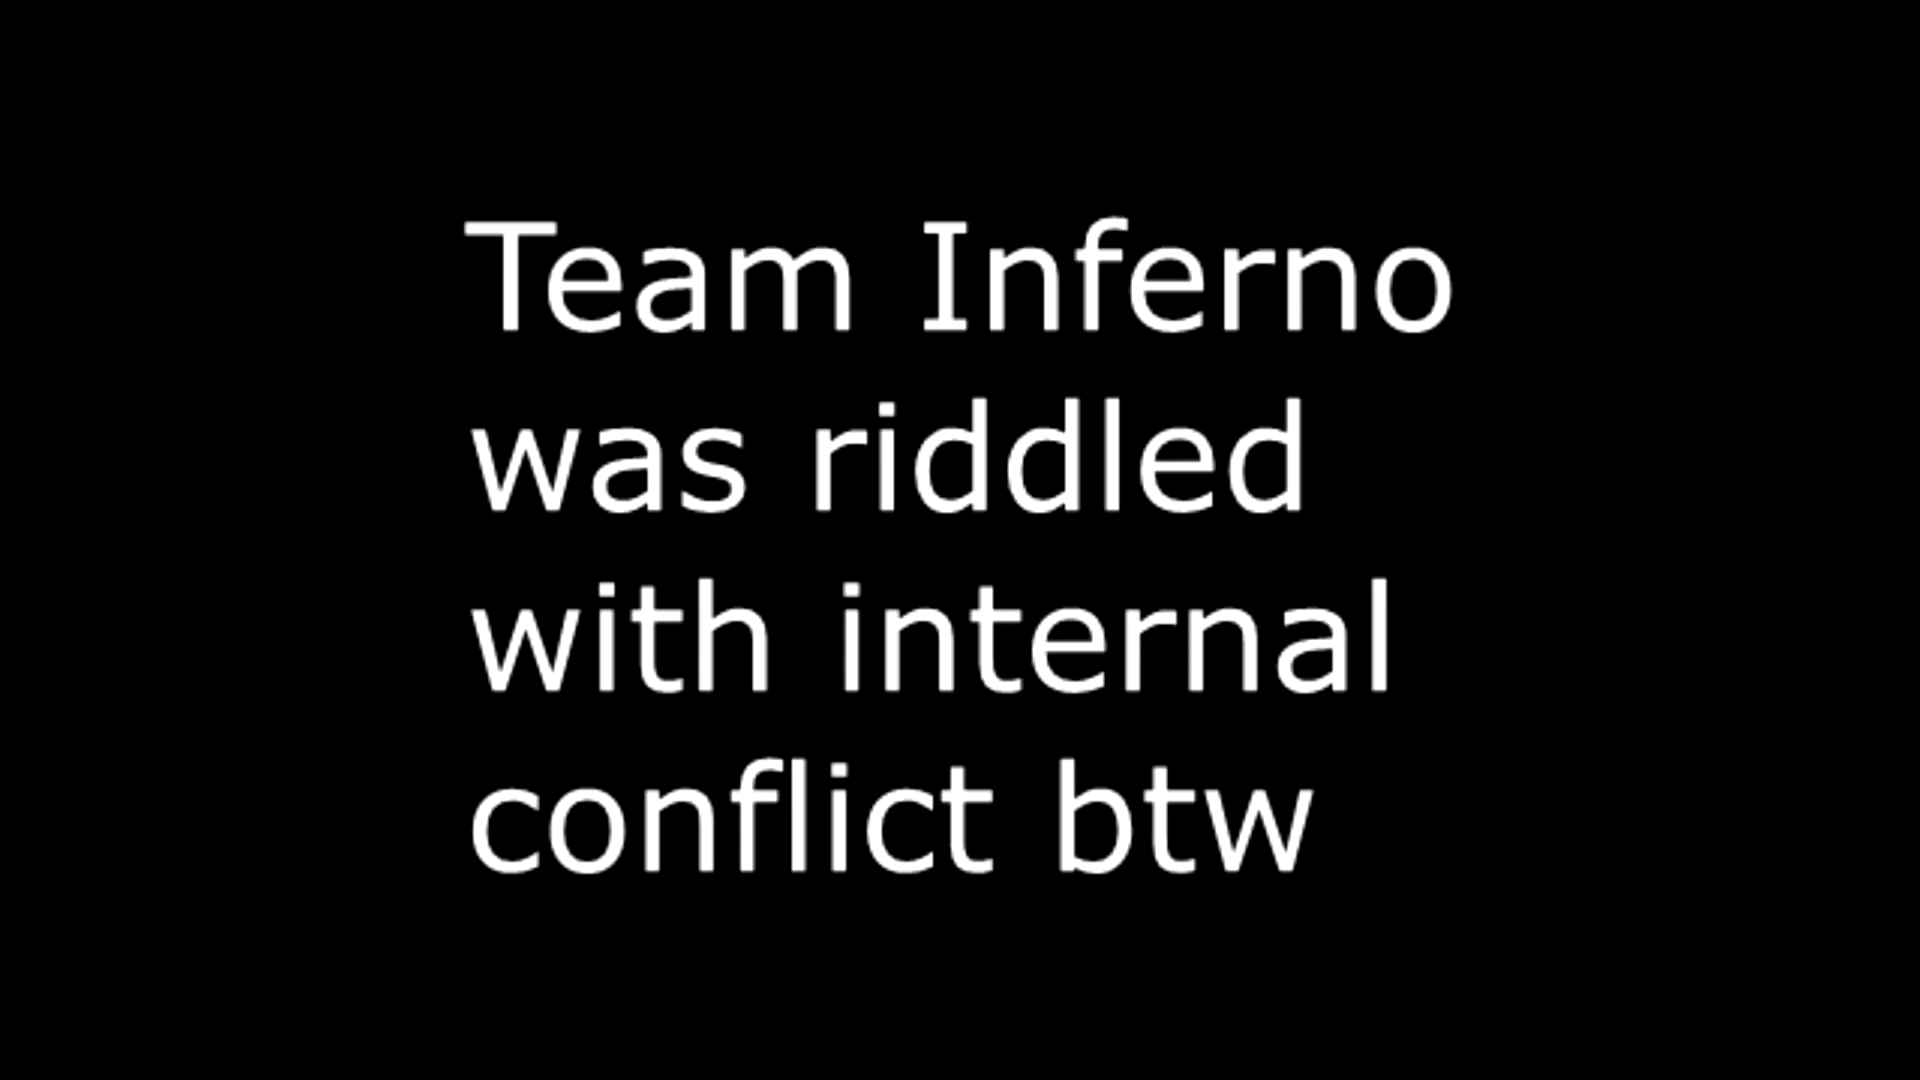 Team Inferno
was riddled
with internal
conflict btw